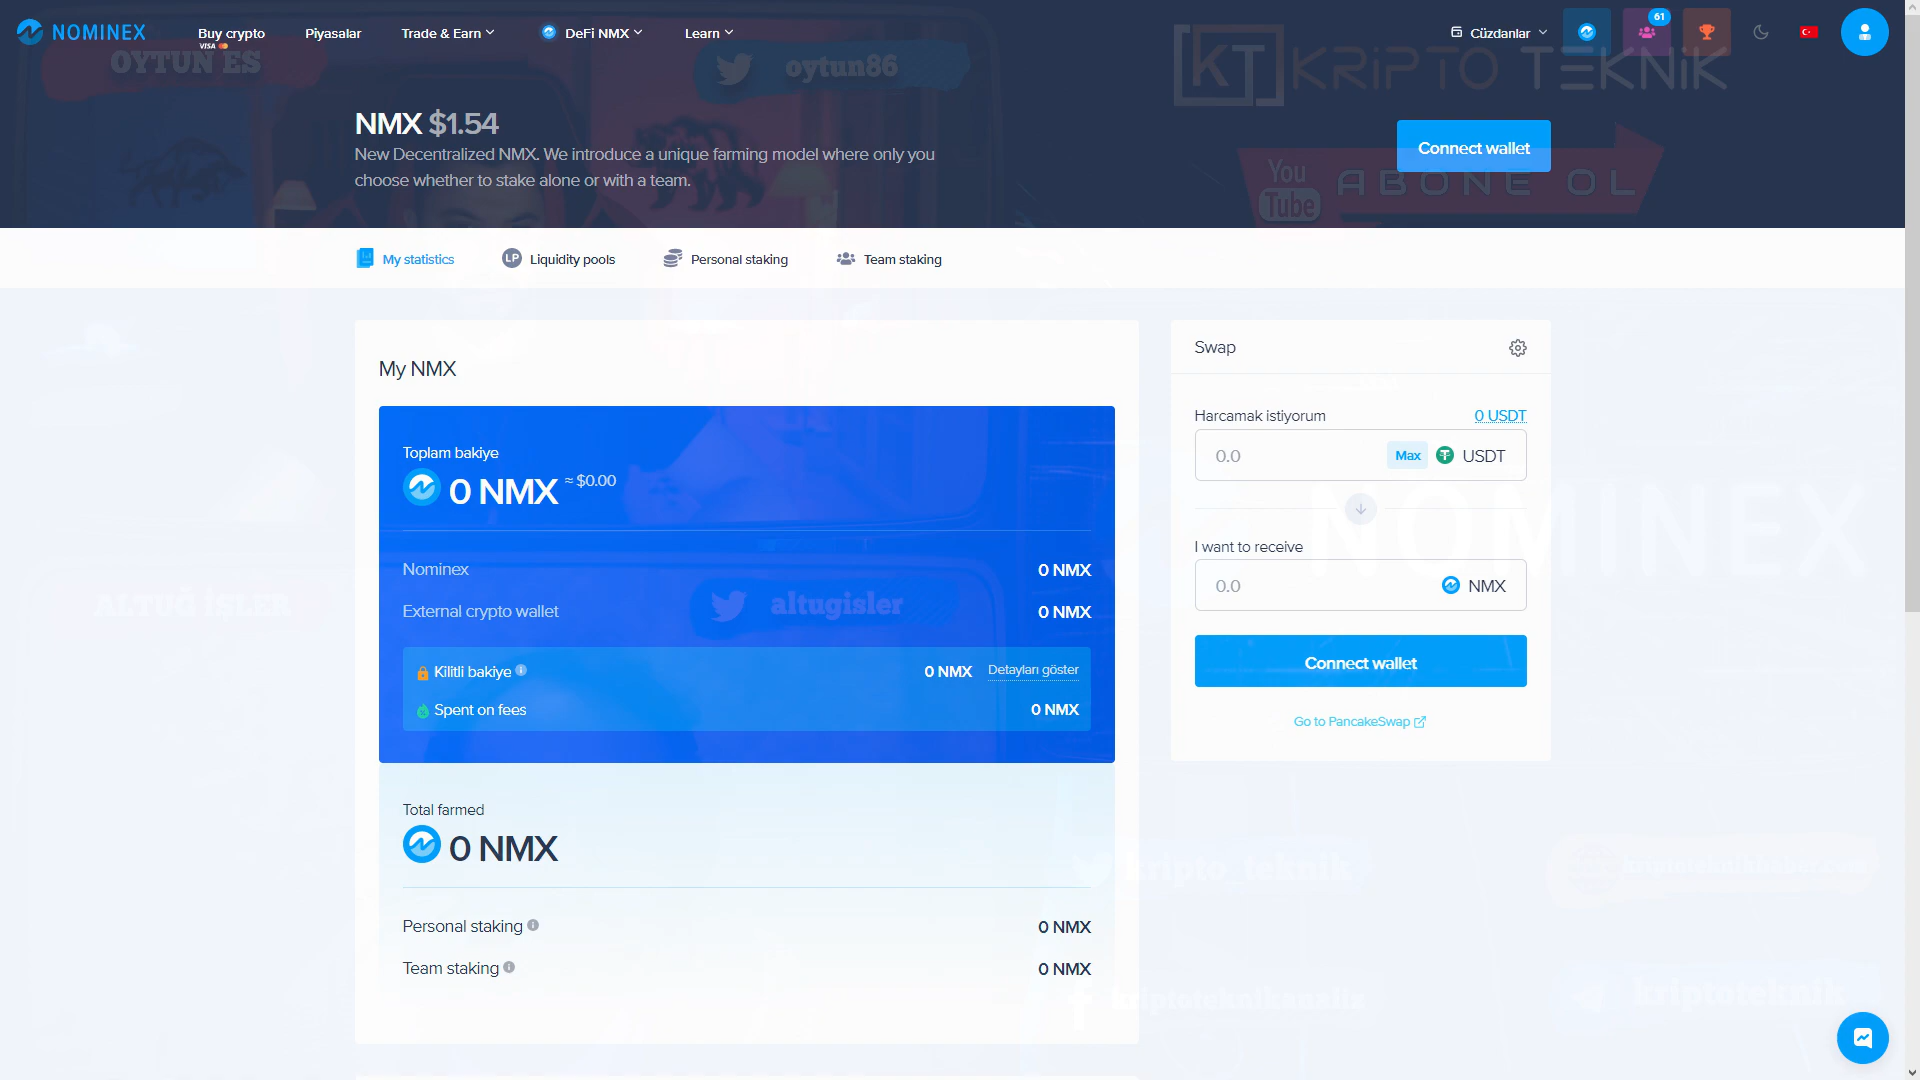 NOMINEX
Buy crypto
VISA
Piyasalar
Trade & Earn
DeFi NMX
Learn
Cüzdanlar
61
OYTUN ES
oytun86
KT KRİPTO TEKNİK
NMX $1.54
New Decentralized NMX. We introduce a unique farming model where only you
choose whether to stake alone or with a team.
Connect wallet
You
Tube
ABONE OL
My statistics
LP Liquidity pools
Personal staking
Team staking
My NMX
Toplam bakiye
0 NMX ≈ $0.00
Nominex 0 NMX
External crypto wallet 0 NMX
Kilitli bakiye 0 NMX Detayları göster
Spent on fees 0 NMX
Total farmed
0 NMX
Personal staking 0 NMX
Team staking 0 NMX
Swap
Harcamak istiyorum 0 USDT
0.0 Max USDT
I want to receive
0.0 NMX
Connect wallet
Go to PancakeSwap
NOMINEX
ALTUĞ İŞLER
altugisler
kripto_teknik
kriptoteknik